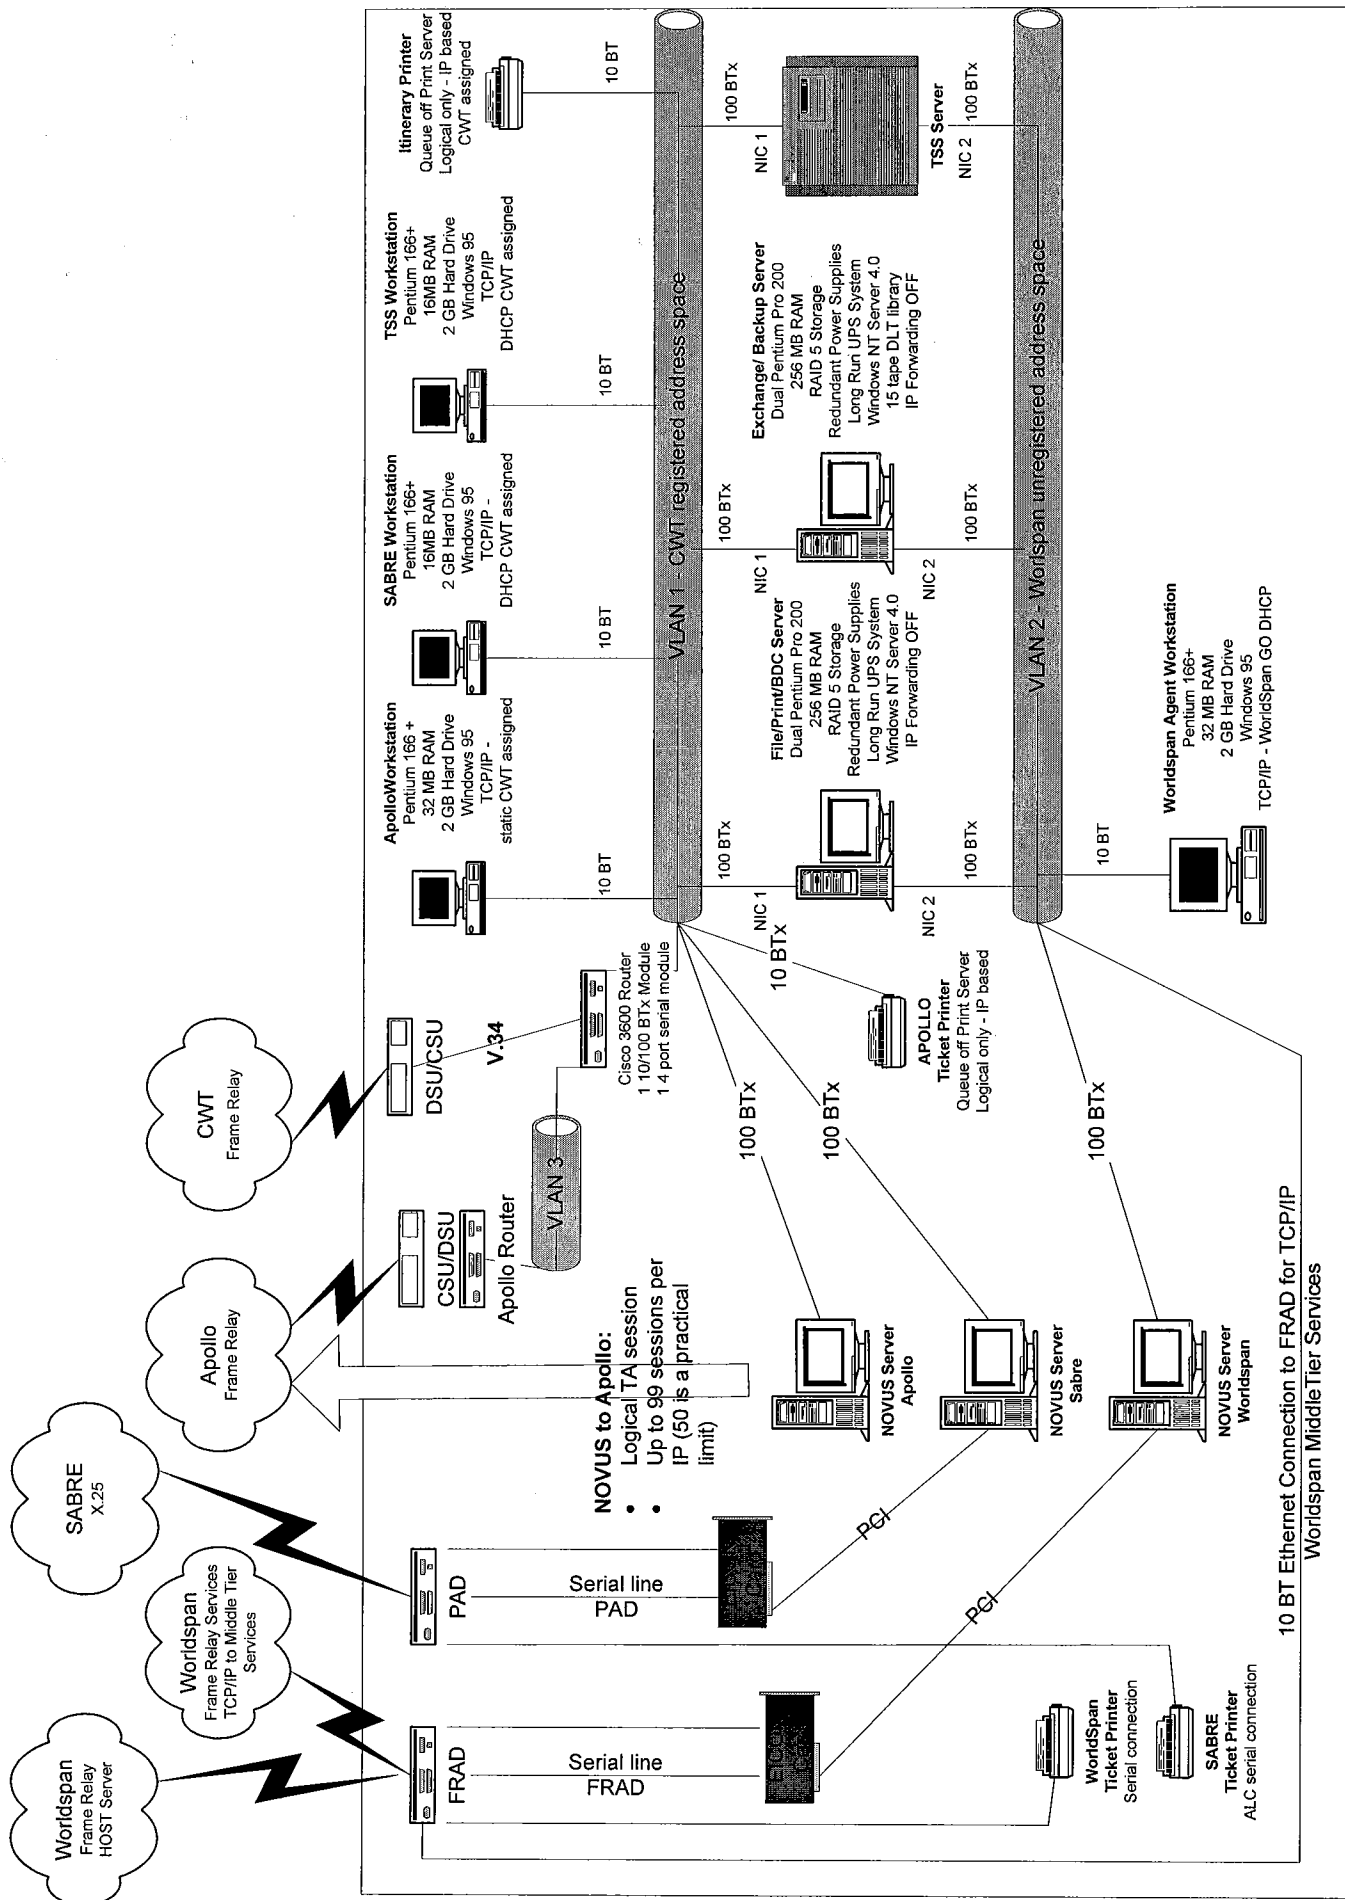 Worldspan
Frame Relay
HOST Server
Worldspan
Frame Relay Services
TCP/IP to Middle Tier
Services
SABRE
X.25
Apollo
Frame Relay
CWT
Frame Relay
FRAD
PAD
CSU/DSU
Apollo Router
DSU/CSU
V.34
VLAN 3
Cisco 3600 Router
1 10/100 BTx Module
1 4 port serial module
Serial line
FRAD
Serial line
PAD
NOVUS to Apollo:
• Logical TA session
• Up to 99 sessions per
IP (50 is a practical
limit)
PCI
PCI
NOVUS Server
Apollo
NOVUS Server
Sabre
NOVUS Server
Worldspan
100 BTx
100 BTx
100 BTx
10 BTx
APOLLO
Ticket Printer
Queue off Print Server
Logical only - IP based
WorldSpan
Ticket Printer
Serial connection
SABRE
Ticket Printer
ALC serial connection
10 BT Ethernet Connection to FRAD for TCP/IP
Worldspan MiddleTier Services
ApolloWorkstation
Pentium 166 +
32 MB RAM
2 GB Hard Drive
Windows 95
TCP/IP -
static CWT assigned
10 BT
SABRE Workstation
Pentium 166+
16MB RAM
2 GB Hard Drive
Windows 95
TCP/IP -
DHCP CWT assigned
10 BT
TSS Workstation
Pentium 166+
16MB RAM
2 GB Hard Drive
Windows 95
TCP/IP
DHCP CWT assigned
10 BT
Itinerary Printer
Queue off Print Server
Logical only - IP based
CWT assigned
10 BT
VLAN 1 - CWT registered address space
100 BTx
NIC 1
File/Print/BDC Server
Dual Pentium Pro 200
256 MB RAM
RAID 5 Storage
Redundant Power Supplies
Long Run UPS System
Windows NT Server 4.0
IP Forwarding OFF
NIC 2
100 BTx
100 BTx
NIC 1
Exchange/ Backup Server
Dual Pentium Pro 200
256 MB RAM
RAID 5 Storage
Redundant Power Supplies
Long Run UPS System
Windows NT Server 4.0
15 tape DLT library
IP Forwarding OFF
NIC 2
100 BTx
100 BTx
NIC 1
TSS Server
NIC 2
100 BTx
VLAN 2 - Worlspan unregistered address space
10 BT
Worldspan Agent Workstation
Pentium 166+
32 MB RAM
2 GB Hard Drive
Windows 95
TCP/IP - WorldSpan GO DHCP